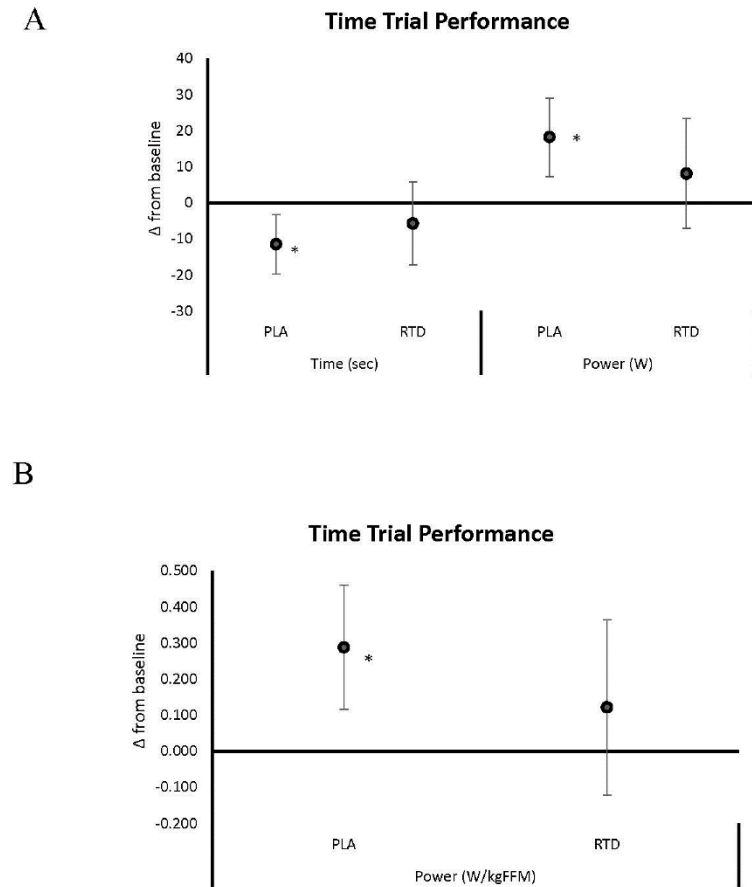 A
Time Trial Performance
40
30
20
10
0
-10
-20
-30
Δ from baseline
*
*
PLA
RTD
PLA
RTD
Time (sec)
Power (W)
B
Time Trial Performance
0.500
0.400
0.300
0.200
0.100
0.000
-0.100
-0.200
Δ from baseline
*
PLA
RTD
Power (W/kgFFM)